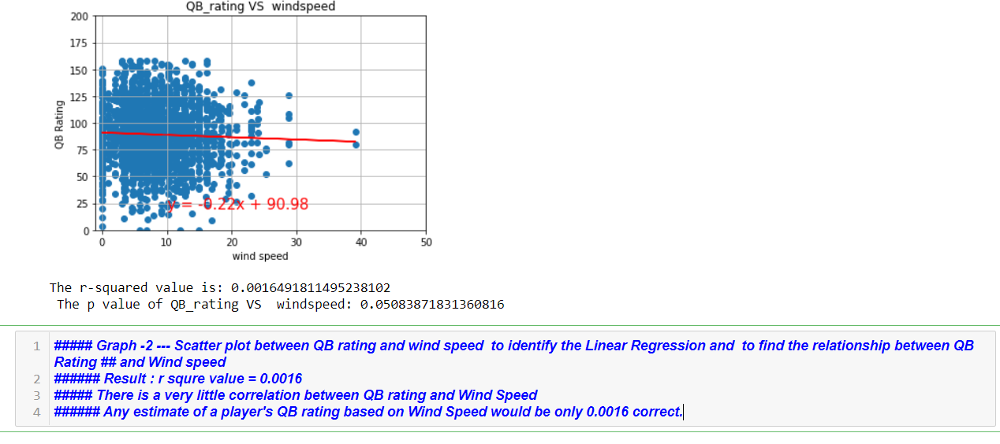 QB_rating VS  windspeed
200
175
150
125
100
75
50
25
0
QB Rating
y = -0.22x + 90.98
0 10 20 30 40 50
wind speed
The r-squared value is: 0.0016491811495238102
The p value of QB_rating VS  windspeed: 0.05083871831360816
1 ##### Graph -2 --- Scatter plot between QB rating and wind speed  to identify the Linear Regression and  to find the relationship between QB
Rating ## and Wind speed
2 ###### Result : r squre value = 0.0016
3 ##### There is a very little correlation between QB rating and Wind Speed
4 ###### Any estimate of a player's QB rating based on Wind Speed would be only 0.0016 correct.